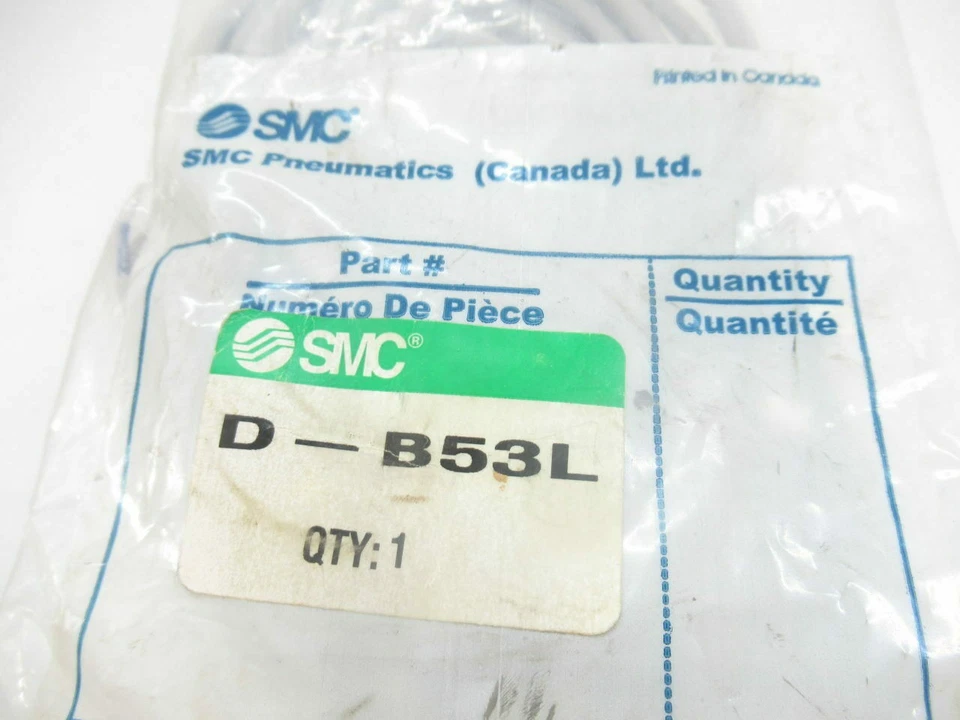 Printed in Canada
SMC
SMC Pneumatics (Canada) Ltd.
Part #
Numéro De Pièce
Quantity
Quantité
SMC®
D - B53L
QTY: 1